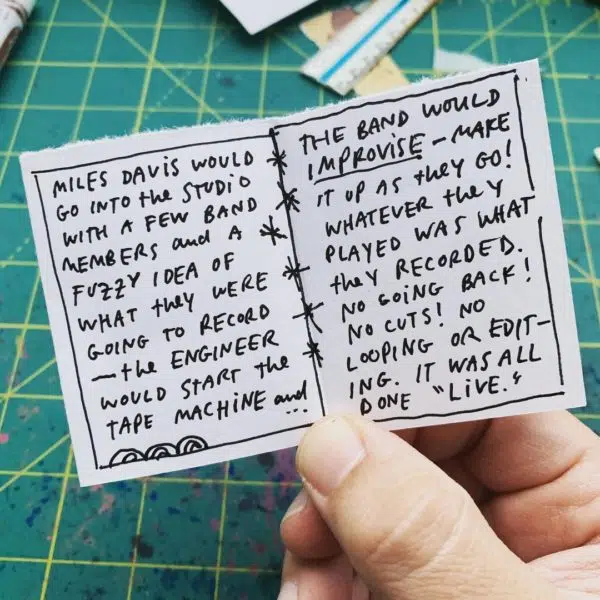 MILES DAVIS WOULD
GO INTO the STUDIO
WITH A FEW BAND
MEMBERS and A
FUZZY IDEA OF
WHAT they WERE
GOING TO RECORD
—the ENGINEER
WOULD START the
TAPE MACHINE and
...
THE BAND WOULD
IMPROVISE – MAKE
IT UP AS they GO!
WHATEVER they
PLAYED WAS WHAT
they RECORDED.
NO GOING BACK!
NO CUTS! NO
LOOPING OR EDIT–
ING. IT WAS ALL
DONE "LIVE."